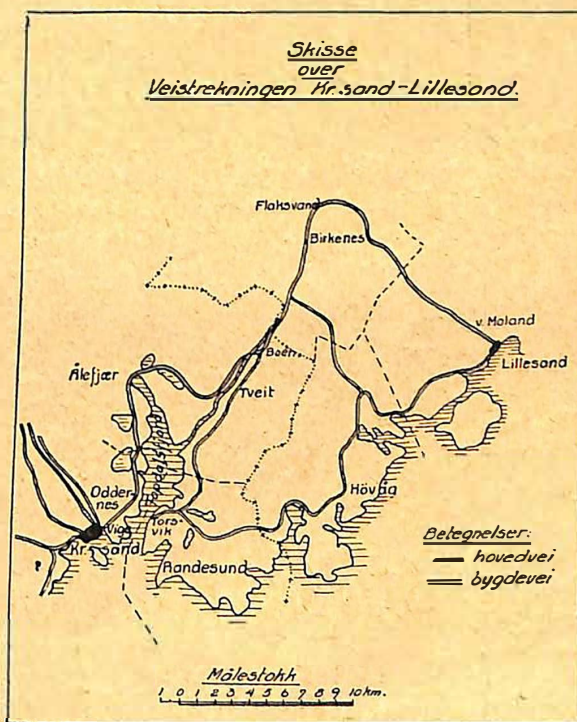 Skisse
over
Veistrekningen Kr.sand-Lillesand.
Flaksvand
Birkenes
v. Moland
Lillesand
Boen
Ålefjær
Tveit
Topdalsfjord
Odder-
nes
Vige
Kr.sand
Tors-
vik
Randesund
Hövåg
Betegnelser:
hovedvei
bygdevei
Målestokk
1 0 1 2 3 4 5 6 7 8 9 10 km.